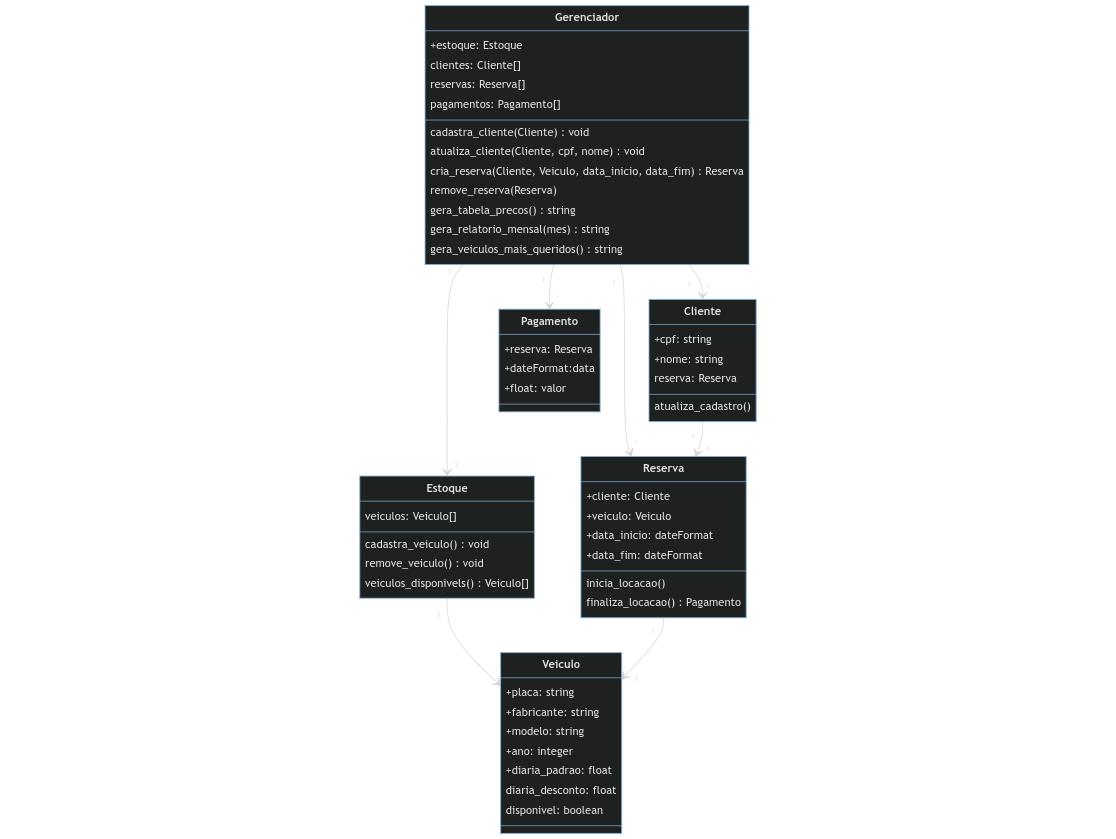 Gerenciador
+estoque: Estoque
clientes: Cliente[]
reservas: Reserva[]
pagamentos: Pagamento[]
cadastra_cliente(Cliente) : void
atualiza_cliente(Cliente, cpf, nome) : void
cria_reserva(Cliente, Veiculo, data_inicio, data_fim) : Reserva
remove_reserva(Reserva)
gera_tabela_precos() : string
gera_relatorio_mensal(mes) : string
gera_veiculos_mais_queridos() : string
Pagamento
+reserva: Reserva
+dateFormat:data
+float: valor
Cliente
+cpf: string
+nome: string
reserva: Reserva
atualiza_cadastro()
Estoque
veiculos: Veiculo[]
cadastra_veiculo() : void
remove_veiculo() : void
veiculos_disponivels() : Veiculo[]
Reserva
+cliente: Cliente
+veiculo: Veiculo
+data_inicio: dateFormat
+data_fim: dateFormat
inicia_locacao()
finaliza_locacao() : Pagamento
Veiculo
+placa: string
+fabricante: string
+modelo: string
+ano: integer
+diaria_padrao: float
diaria_desconto: float
disponivel: boolean